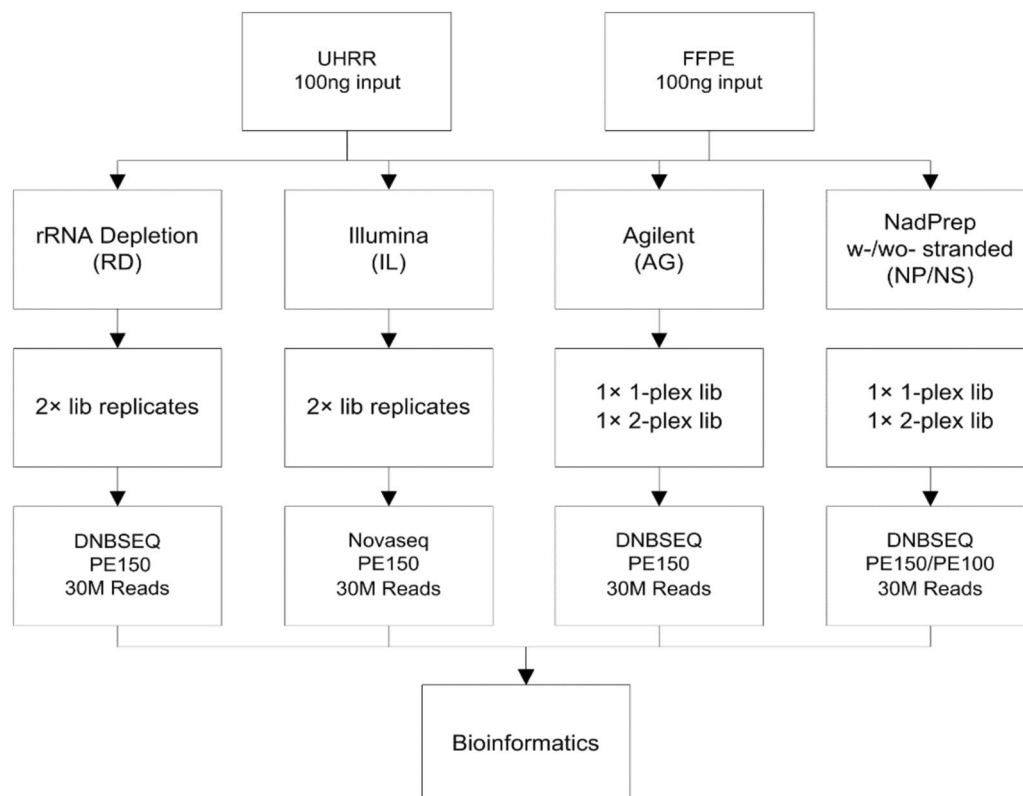 UHRR
100ng input
FFPE
100ng input
rRNA Depletion
(RD)
Illumina
(IL)
Agilent
(AG)
NadPrep
w-/wo- stranded
(NP/NS)
2× lib replicates
2× lib replicates
1× 1-plex lib
1× 2-plex lib
1× 1-plex lib
1× 2-plex lib
DNBSEQ
PE150
30M Reads
Novaseq
PE150
30M Reads
DNBSEQ
PE150
30M Reads
DNBSEQ
PE150/PE100
30M Reads
Bioinformatics